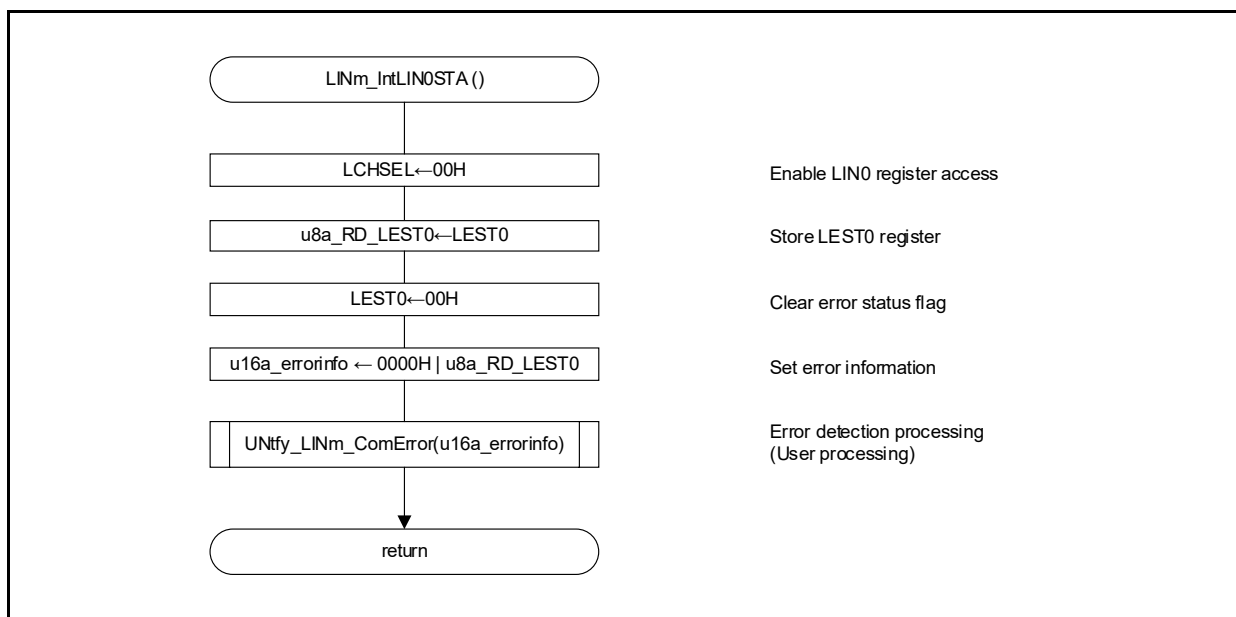 LINm_IntLIN0STA ()
LCHSEL←00H
Enable LIN0 register access
u8a_RD_LEST0←LEST0
Store LEST0 register
LEST0←00H
Clear error status flag
u16a_errorinfo ← 0000H | u8a_RD_LEST0
Set error information
UNtfy_LINm_ComError(u16a_errorinfo)
Error detection processing
(User processing)
return